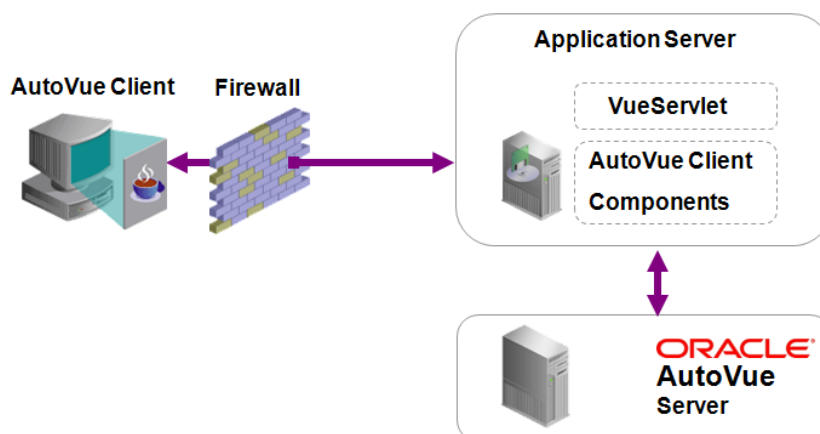 Application Server
AutoVue Client
Firewall
VueServlet
AutoVue Client
Components
ORACLE®
AutoVue
Server